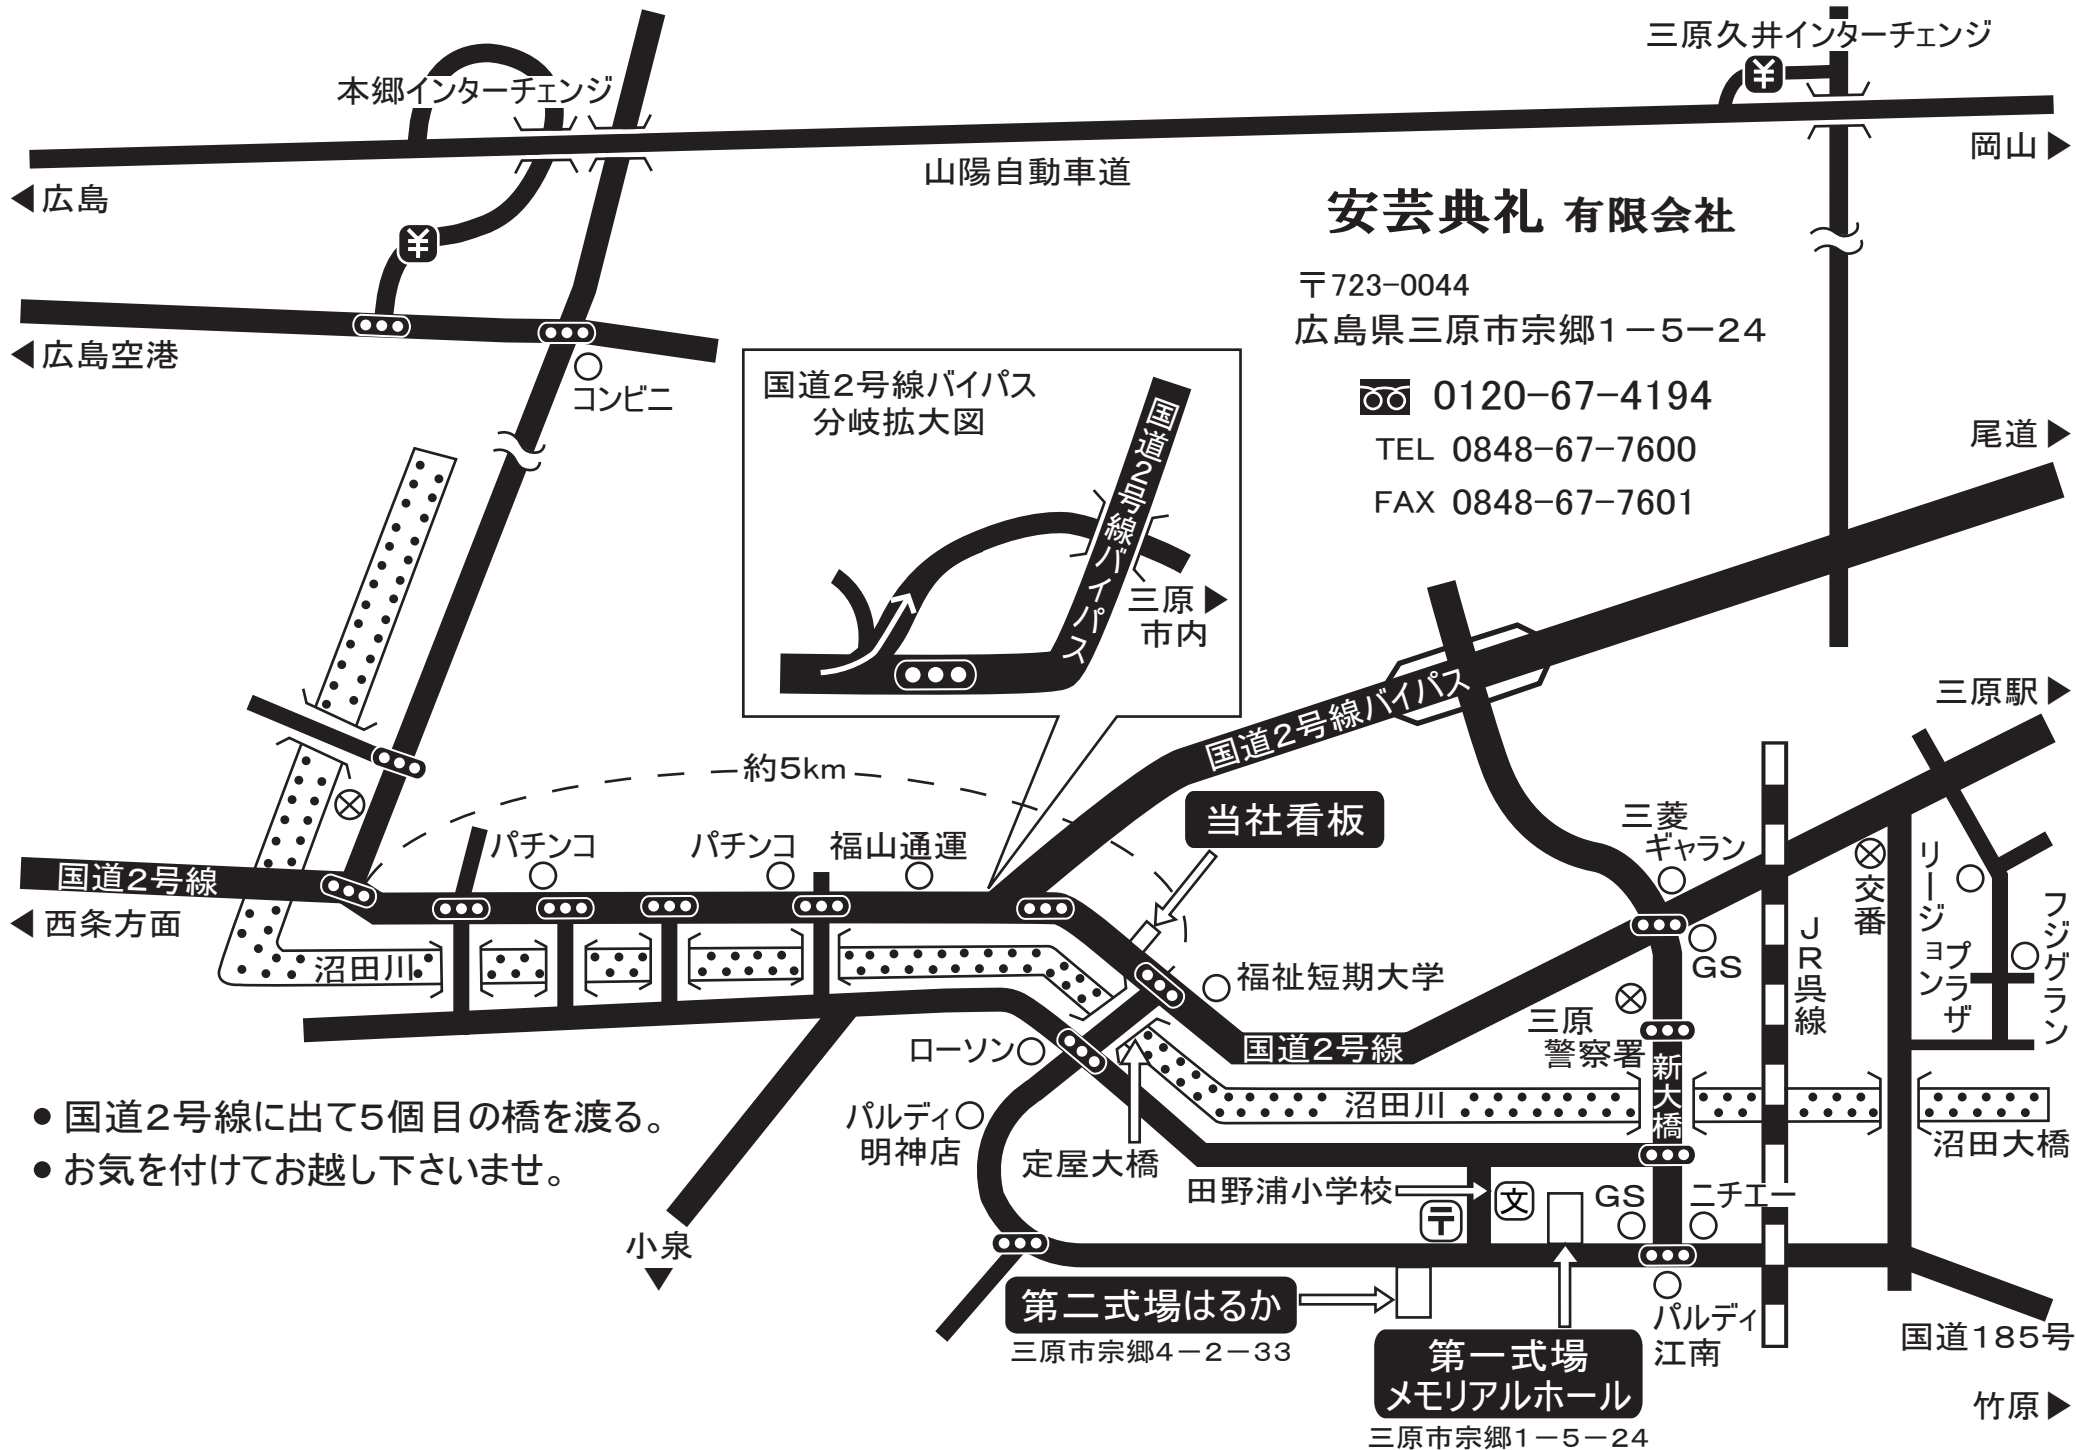 三原久井インターチェンジ
本郷インターチェンジ
岡山
山陽自動車道
広島
安芸典礼 有限会社
〒723−0044
広島県三原市宗郷1−5−24
0120−67−4194
TEL 0848−67−7600
FAX 0848−67−7601
広島空港
コンビニ
国道2号線バイパス
分岐拡大図
国道2号線バイパス
三原
市内
尾道
三原駅
国道2号線バイパス
約5km
当社看板
三菱
ギャラン
パチンコ
パチンコ
福山通運
国道2号線
西条方面
沼田川
福祉短期大学
GS
JR呉線
交番
リージョンプラザ
フジグラン
三原
警察署
国道2号線
新大橋
ローソン
沼田川
パルディ
明神店
定屋大橋
沼田大橋
田野浦小学校
文
〒
GS
ニチエー
●国道2号線に出て5個目の橋を渡る。
●お気を付けてお越し下さいませ。
小泉
第二式場はるか
三原市宗郷4−2−33
第一式場
メモリアルホール
三原市宗郷1−5−24
パルディ
江南
国道185号
竹原